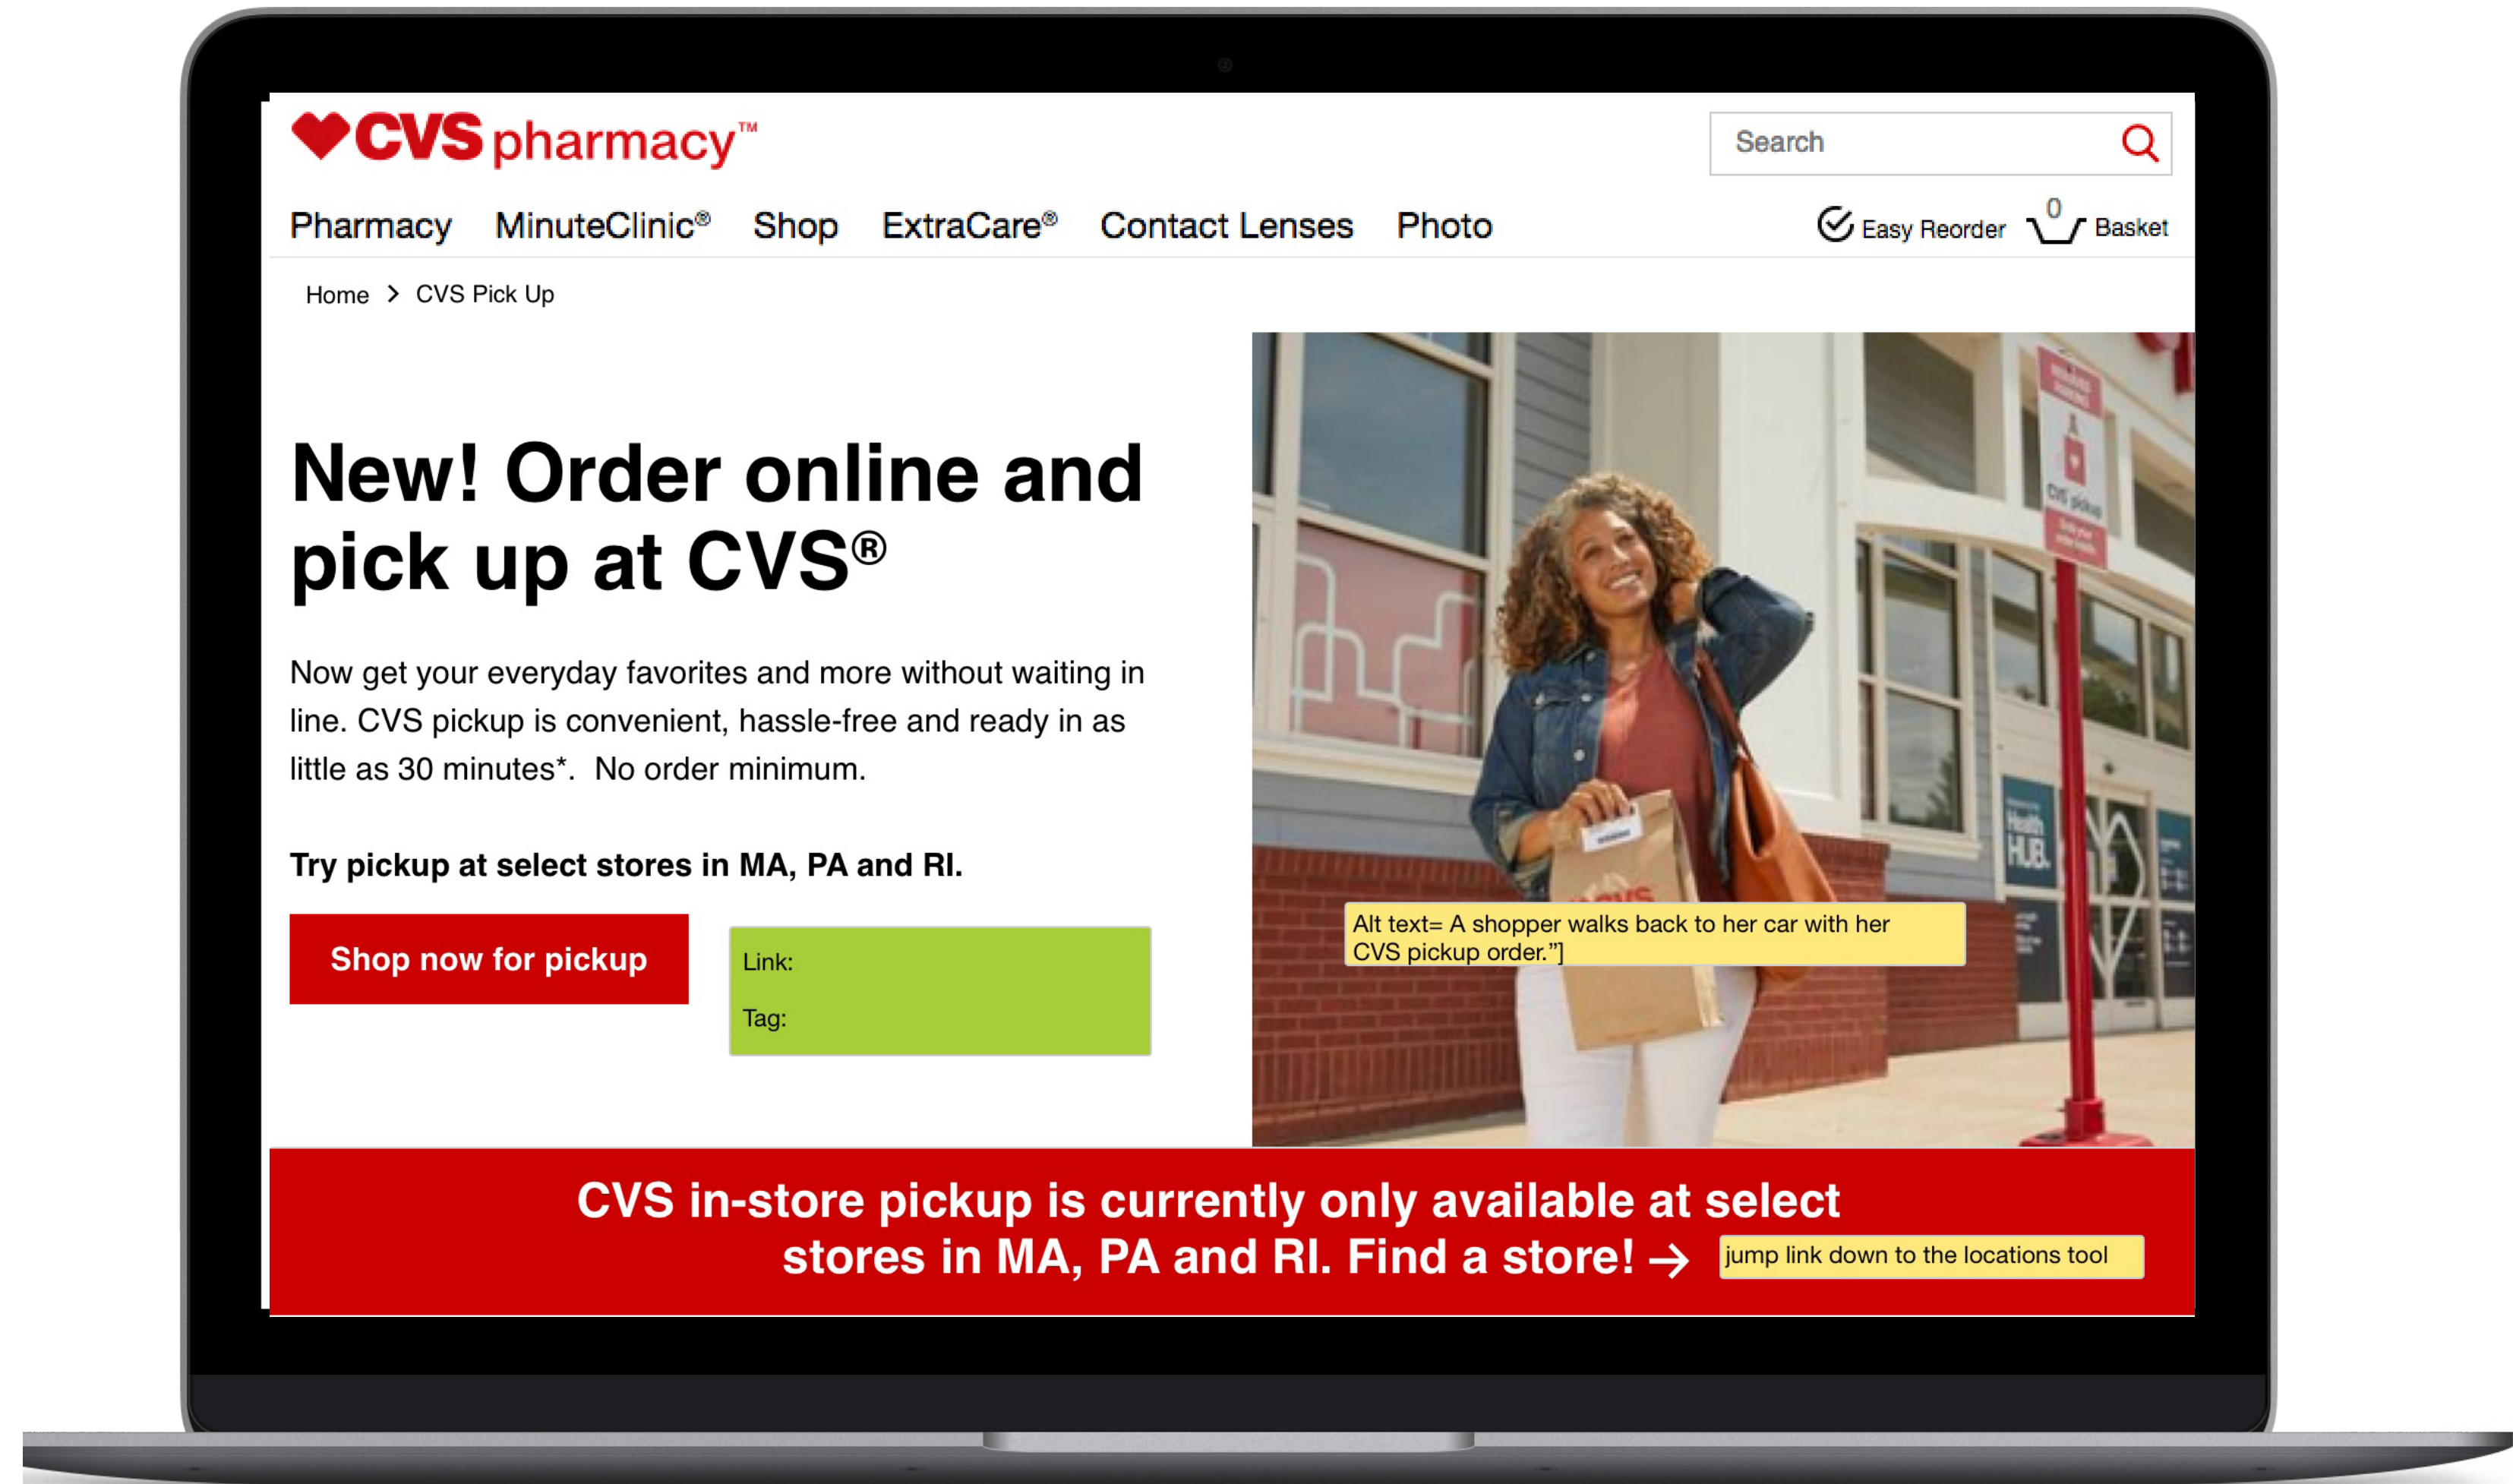 CVS pharmacy™
Search
Pharmacy MinuteClinic® Shop ExtraCare® Contact Lenses Photo
Easy Reorder 0 Basket
Home > CVS Pick Up
New! Order online and
pick up at CVS®
Now get your everyday favorites and more without waiting in
line. CVS pickup is convenient, hassle-free and ready in as
little as 30 minutes*. No order minimum.
Try pickup at select stores in MA, PA and RI.
Shop now for pickup
Link:
Tag:
CVS pickup
Health
HUB.
CVS
Alt text= A shopper walks back to her car with her
CVS pickup order.”]
CVS in-store pickup is currently only available at select
stores in MA, PA and RI. Find a store! →
jump link down to the locations tool